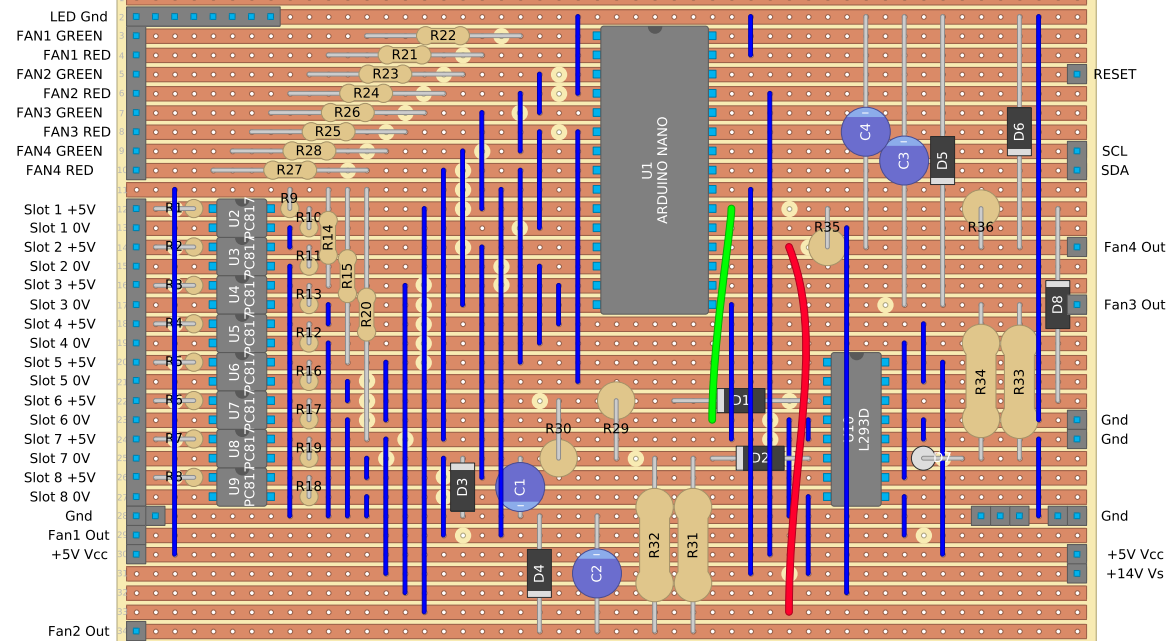 LED Gnd
FAN1 GREEN
FAN1 RED
FAN2 GREEN
FAN2 RED
FAN3 GREEN
FAN3 RED
FAN4 GREEN
FAN4 RED
Slot 1 +5V
Slot 1 0V
Slot 2 +5V
Slot 2 0V
Slot 3 +5V
Slot 3 0V
Slot 4 +5V
Slot 4 0V
Slot 5 +5V
Slot 5 0V
Slot 6 +5V
Slot 6 0V
Slot 7 +5V
Slot 7 0V
Slot 8 +5V
Slot 8 0V
Gnd
Fan1 Out
+5V Vcc
Fan2 Out
R22
R21
R23
R24
R26
R25
R28
R27
R1
R2
R3
R4
R5
R6
R7
R8
U2 PC817
U3 PC817
U4 PC817
U5 PC817
U6 PC817
U7 PC817
U8 PC817
U9 PC817
R9
R10
R14
R11
R15
R13
R20
R12
R16
R17
R19
R18
D3
C1
R30
R29
D4
C2
R32
R31
U1
ARDUINO NANO
D1
D2
R35
L293D
C4
C3
D5
D6
R36
D8
R34
R33
D7
RESET
SCL
SDA
Fan4 Out
Fan3 Out
Gnd
Gnd
Gnd
+5V Vcc
+14V Vs